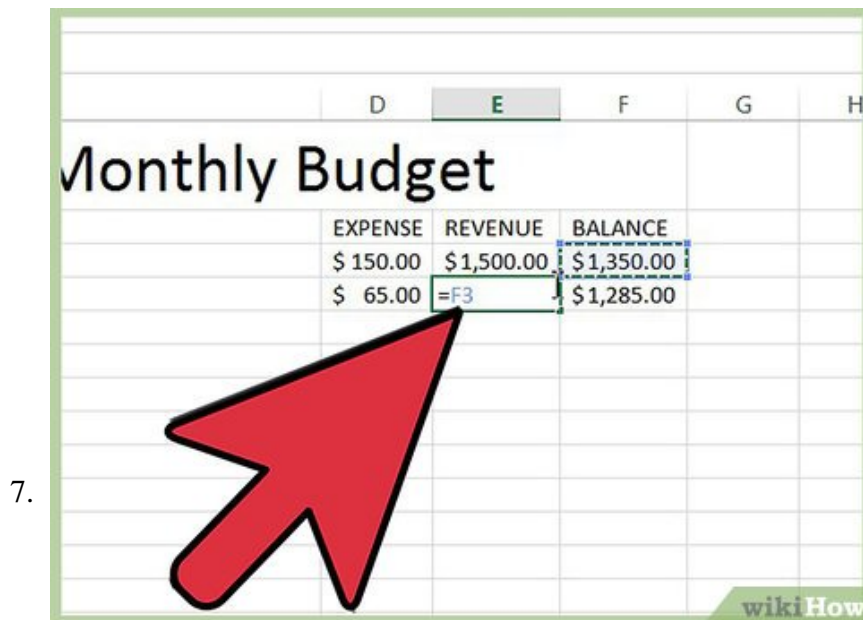 D E F G H
Monthly Budget
EXPENSE REVENUE BALANCE
$ 150.00 $1,500.00 $1,350.00
$ 65.00 =F3 $1,285.00
7.
wikiHow